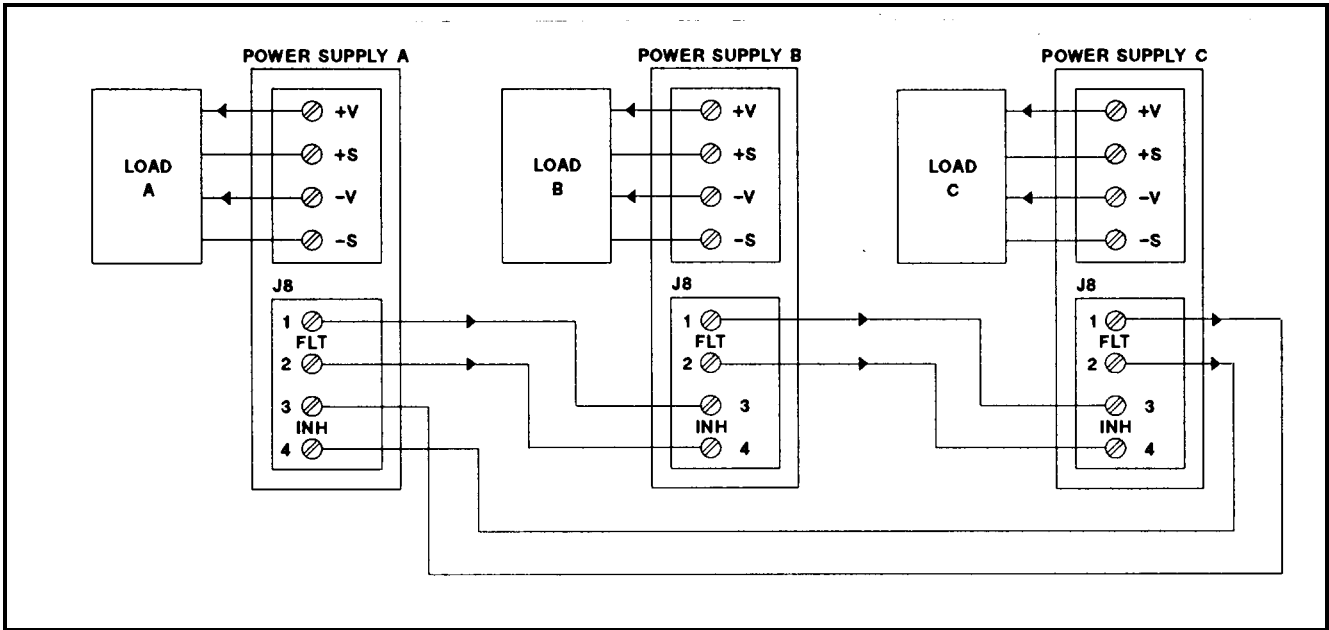 POWER SUPPLY A
LOAD
A
+V
+S
-V
-S
J8
1
FLT
2
3
INH
4
POWER SUPPLY B
LOAD
B
+V
+S
-V
-S
J8
1
FLT
2
3
INH
4
POWER SUPPLY C
LOAD
C
+V
+S
-V
-S
J8
1
FLT
2
3
INH
4